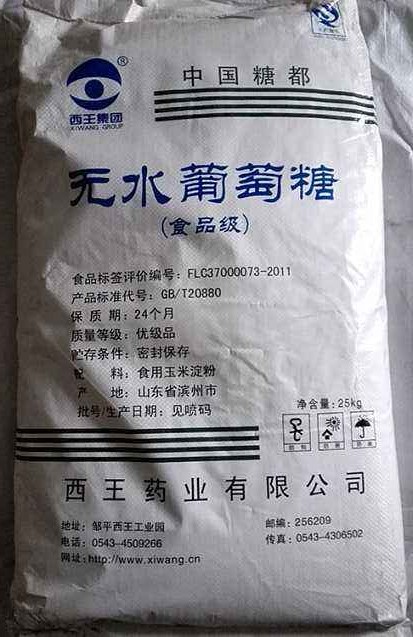 中国糖都
®
西王集团
XIWANG GROUP
无水葡萄糖
(食品级)
食品标签评价编号：FLC37000073-2011
产品标准代号：GB/T20880
保 质 期：24个月
质量等级：优级品
贮存条件：密封保存
配 料：食用玉米淀粉
产 地：山东省滨州市
批号/生产日期：见喷码
净含量：25kg
西王药业有限公司
地址：邹平西王工业园
邮编：256209
电话：0543-4509266
传真：0543-4306502
网址：http://www.xiwang.cn